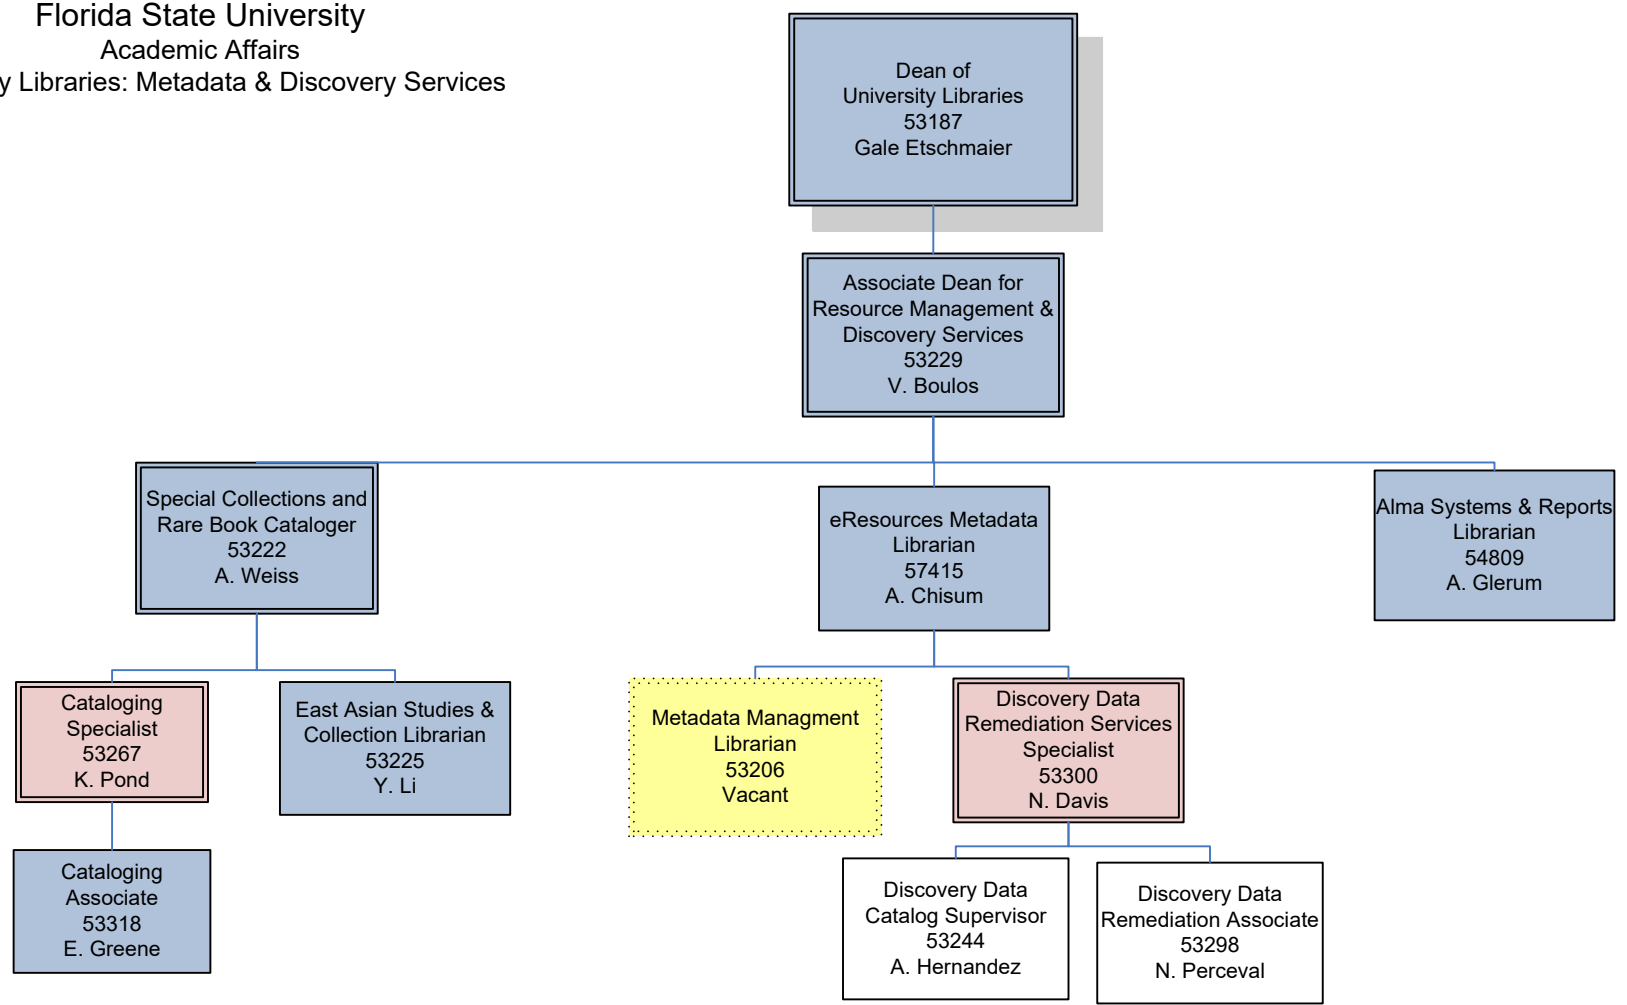 Florida State University
Academic Affairs
y Libraries: Metadata & Discovery Services
Dean of
University Libraries
53187
Gale Etschmaier
Associate Dean for
Resource Management &
Discovery Services
53229
V. Boulos
Special Collections and
Rare Book Cataloger
53222
A. Weiss
eResources Metadata
Librarian
57415
A. Chisum
Alma Systems & Reports
Librarian
54809
A. Glerum
Cataloging
Specialist
53267
K. Pond
East Asian Studies &
Collection Librarian
53225
Y. Li
Metadata Managment
Librarian
53206
Vacant
Discovery Data
Remediation Services
Specialist
53300
N. Davis
Cataloging
Associate
53318
E. Greene
Discovery Data
Catalog Supervisor
53244
A. Hernandez
Discovery Data
Remediation Associate
53298
N. Perceval